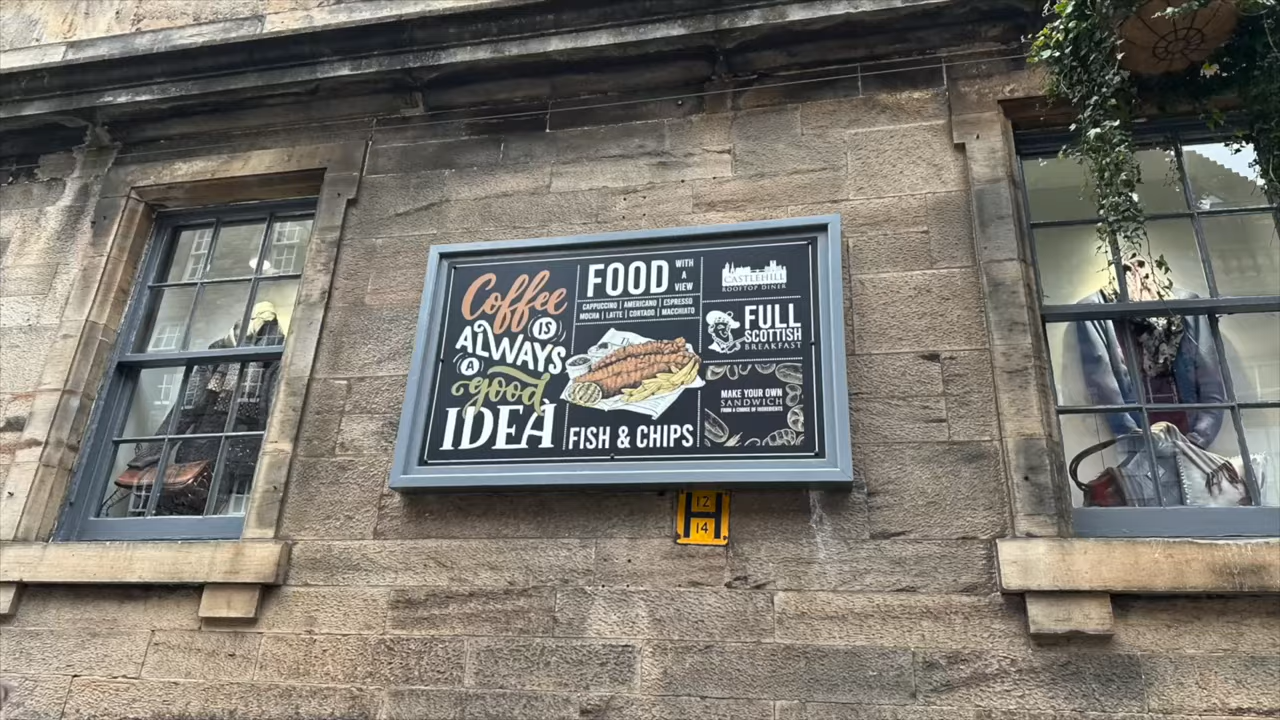 Coffee
IS
ALWAYS
A
good
IDEA
FOOD
WITH
A
VIEW
CAPPUCCINO | AMERICANO | ESPRESSO
MOCHA | LATTE | CORTADO | MACCHIATO
FISH & CHIPS
CASTLEHILL
ROOFTOP DINER
FULL
SCOTTISH
BREAKFAST
MAKE YOUR OWN
SANDWICH
FROM A CHOICE OF INGREDIENTS
12
H
14